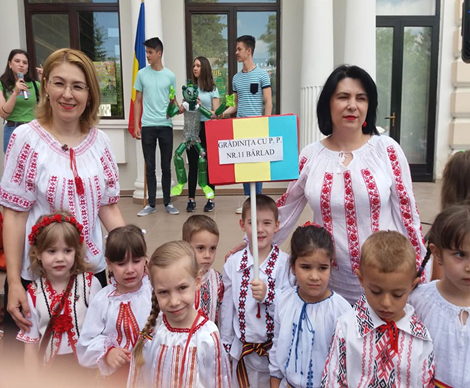 GRĂDINIȚA CU P. P.
NR.11 BÂRLAD